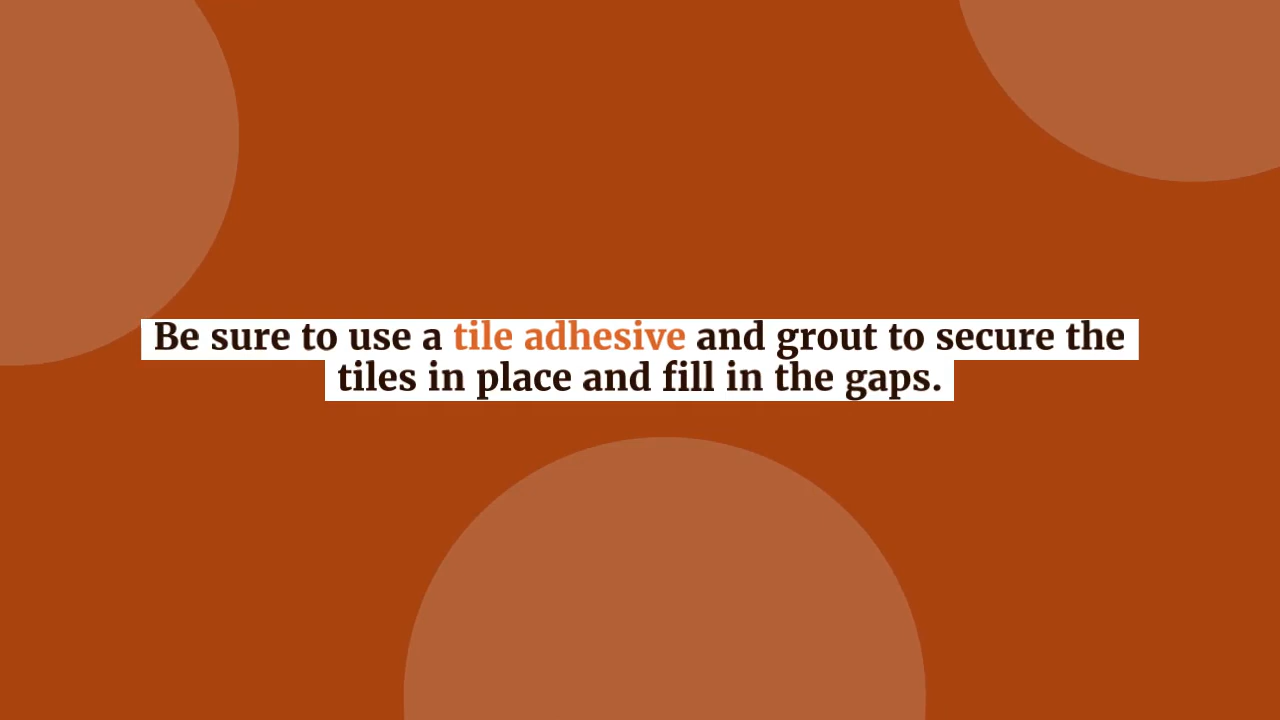 Be sure to use a tile adhesive and grout to secure the
tiles in place and fill in the gaps.